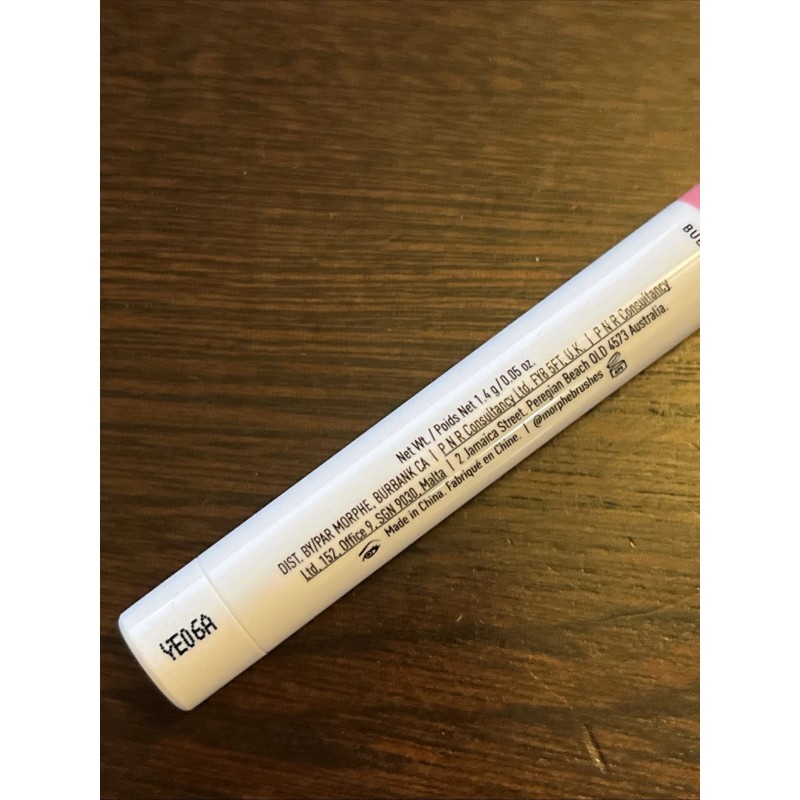 Net Wt. / Poids Net 1.4 g / 0.05 oz.
DIST. BY/PAR MORPHE, BURBANK CA | P N R Consultancy Ltd, FY8 5FT, U.K. | P N R Consultancy
Ltd, 152, Office 9, SGN 9030, Malta | 2 Jamaica Street, Peregian Beach QLD 4573 Australia.
Made in China. Fabriqué en Chine. | @morphebrushes
YE06A